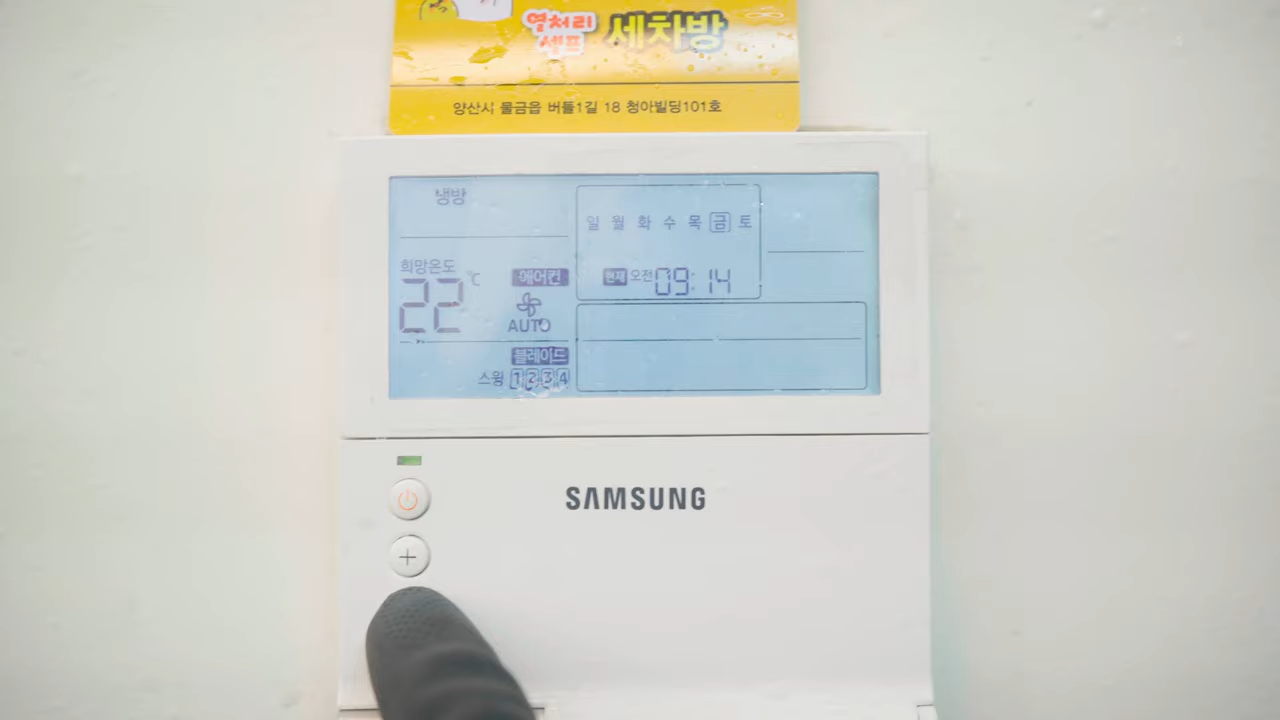 열처리
셰프
세차방
양산시 물금읍 버들1길 18 청아빌딩101호
냉방
일 월 화 수 목 금 토
희망온도
22 ℃
에어컨
AUTO
현재 오전 09:14
블레이드
스윙 1 2 3 4
SAMSUNG
+